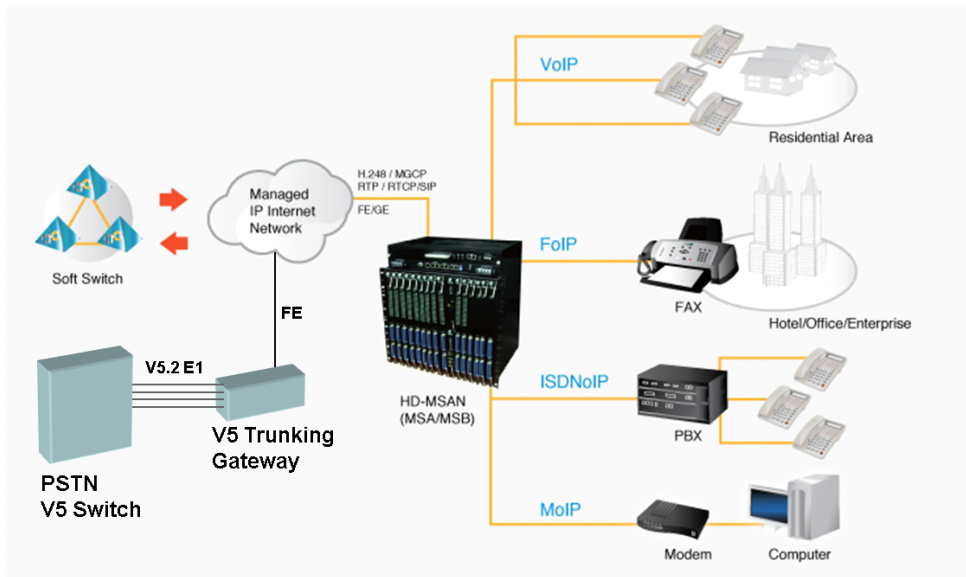 VoIP
Residential Area
H.248 / MGCP
RTP / RTCP/SIP
FE/GE
Managed
IP Internet
Network
Soft Switch
FoIP
FAX
Hotel/Office/Enterprise
FE
V5.2 E1
HD-MSAN
(MSA/MSB)
ISDNoIP
PBX
V5 Trunking
Gateway
PSTN
V5 Switch
MoIP
Modem
Computer